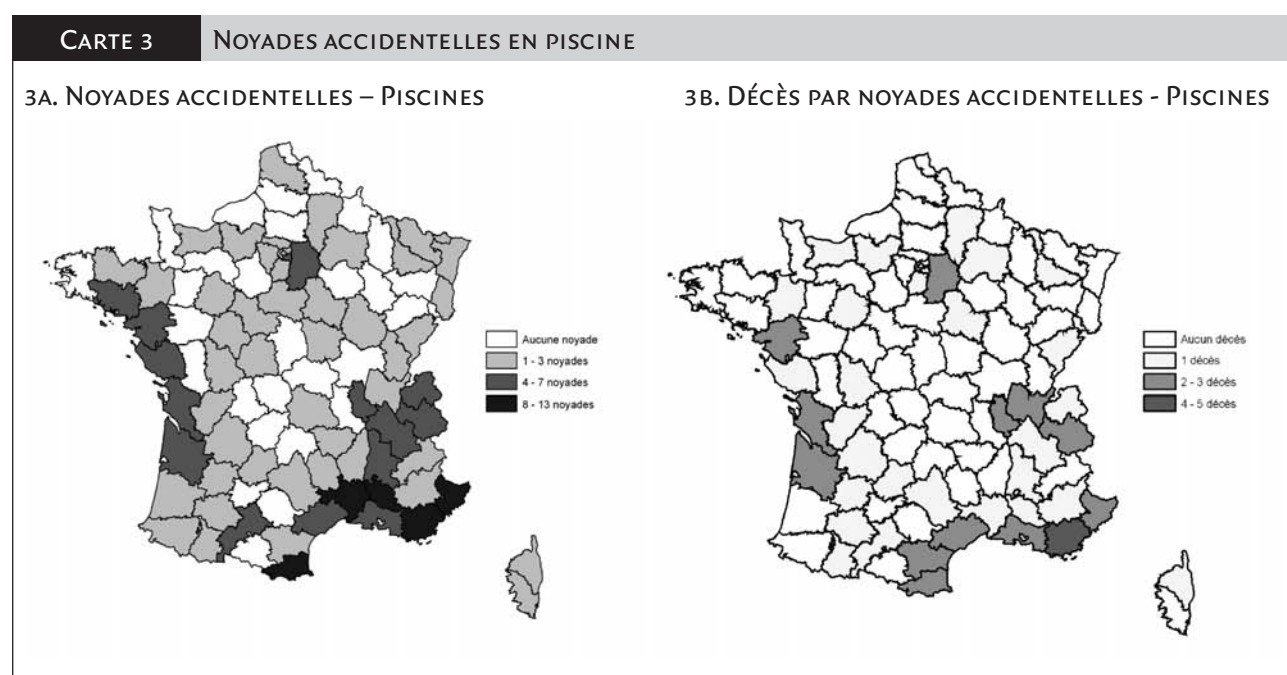 CARTE 3 NOYADES ACCIDENTELLES EN PISCINE
3A. NOYADES ACCIDENTELLES – PISCINES
Aucune noyade
1 - 3 noyades
4 - 7 noyades
8 - 13 noyades
3B. DÉCÈS PAR NOYADES ACCIDENTELLES - PISCINES
Aucun décès
1 décès
2 - 3 décès
4 - 5 décès